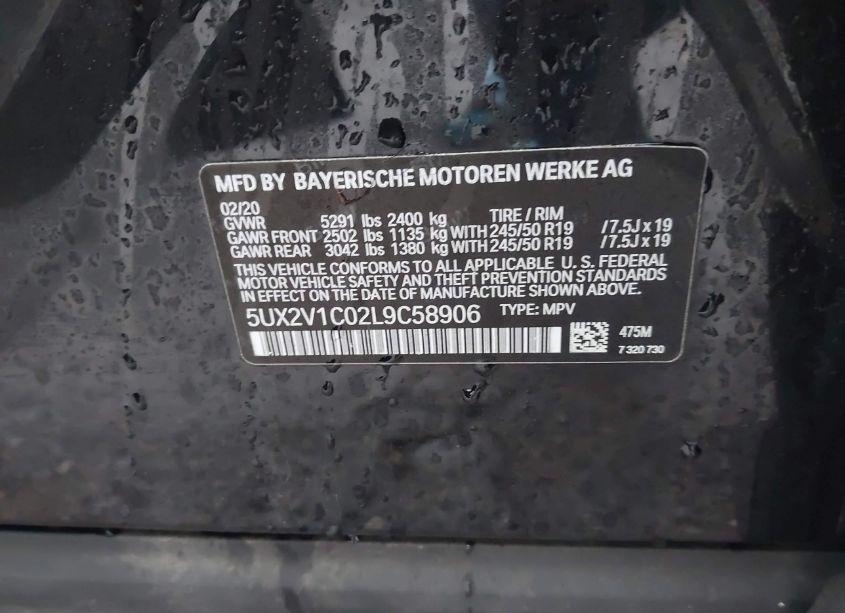 MFD BY BAYERISCHE MOTOREN WERKE AG
02/20 TIRE / RIM
GVWR 5291 lbs 2400 kg
GAWR FRONT 2502 lbs 1135 kg WITH 245/50 R19 /7.5J x 19
GAWR REAR 3042 lbs 1380 kg WITH 245/50 R19 /7.5J x 19
THIS VEHICLE CONFORMS TO ALL APPLICABLE U. S. FEDERAL
MOTOR VEHICLE SAFETY AND THEFT PREVENTION STANDARDS
IN EFFECT ON THE DATE OF MANUFACTURE SHOWN ABOVE.
5UX2V1C02L9C58906 TYPE: MPV
475M
7 320 730